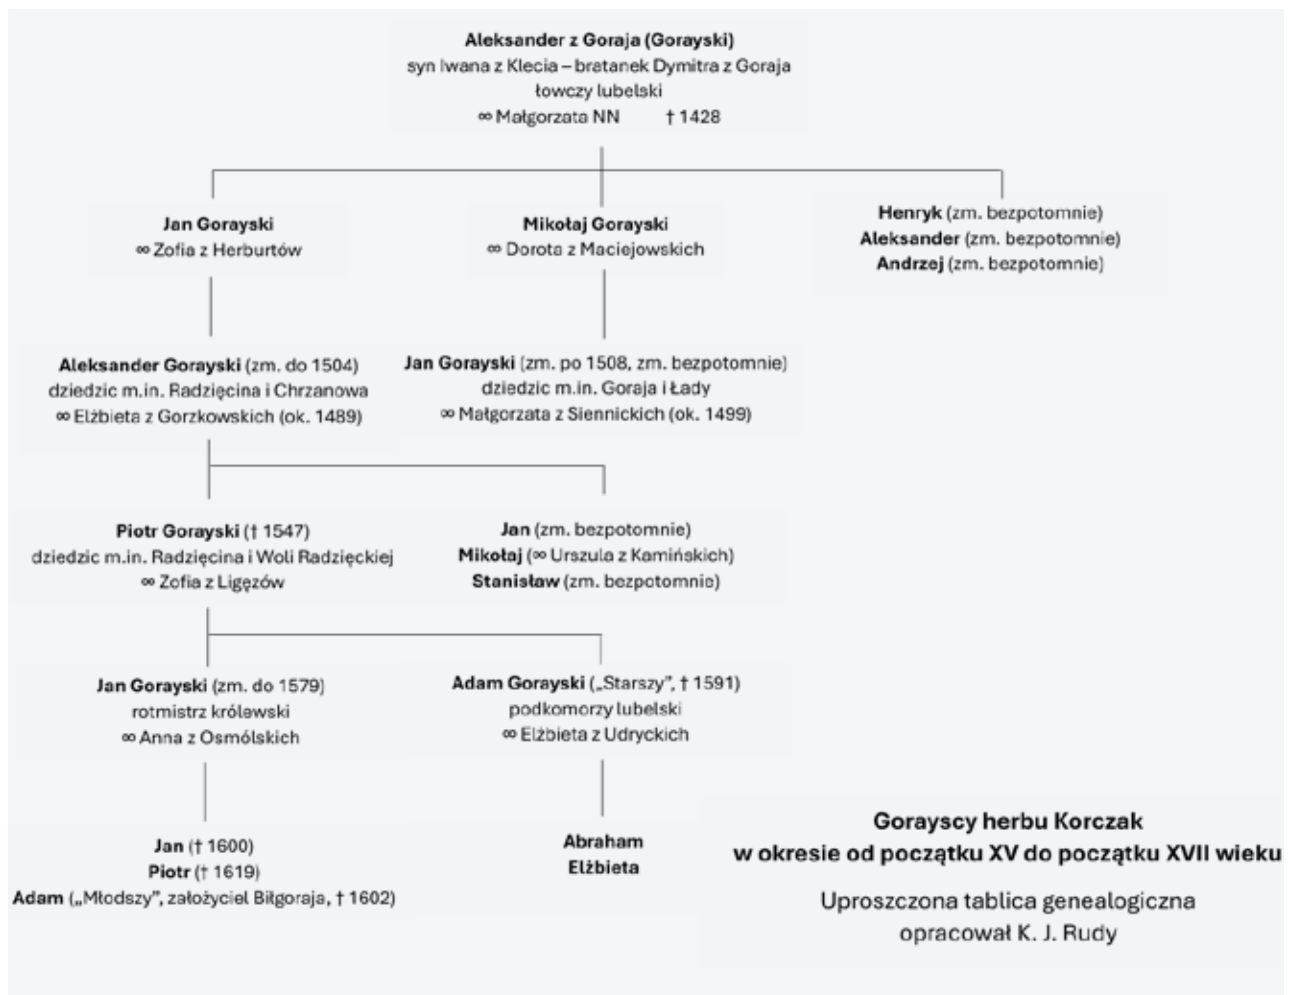 Aleksander z Goraja (Gorayski)
syn Iwana z Klecia – bratanek Dymitra z Goraja
łowczy lubelski
∞ Małgorzata NN † 1428
Jan Gorayski
∞ Zofia z Herburtów
Mikołaj Gorayski
∞ Dorota z Maciejowskich
Henryk (zm. bezpotomnie)
Aleksander (zm. bezpotomnie)
Andrzej (zm. bezpotomnie)
Aleksander Gorayski (zm. do 1504)
dziedzic m.in. Radzięcina i Chrzanowa
∞ Elżbieta z Gorzkowskich (ok. 1489)
Jan Gorayski (zm. po 1508, zm. bezpotomnie)
dziedzic m.in. Goraja i Łady
∞ Małgorzata z Siennickich (ok. 1499)
Piotr Gorayski († 1547)
dziedzic m.in. Radzięcina i Woli Radzięckiej
∞ Zofia z Ligęzów
Jan (zm. bezpotomnie)
Mikołaj (∞ Urszula z Kamińskich)
Stanisław (zm. bezpotomnie)
Jan Gorayski (zm. do 1579)
rotmistrz królewski
∞ Anna z Osmólskich
Adam Gorayski („Starszy”, † 1591)
podkomorzy lubelski
∞ Elżbieta z Udryckich
Jan († 1600)
Piotr († 1619)
Adam („Młodszy”, założyciel Biłgoraja, † 1602)
Abraham
Elżbieta
Gorayscy herbu Korczak
w okresie od początku XV do początku XVII wieku
Uproszczona tablica genealogiczna
opracował K. J. Rudy